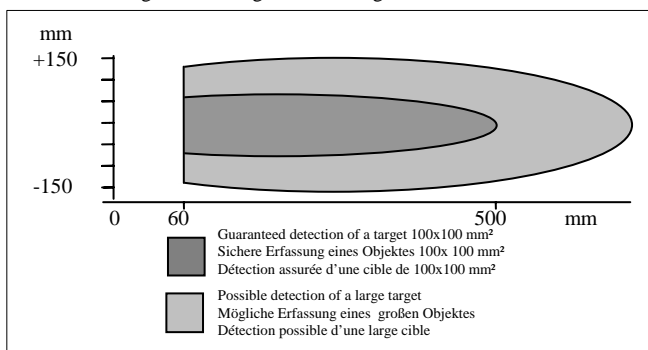 mm
+150
-150
0 60 500 mm
Guaranteed detection of a target 100x100 mm²
Sichere Erfassung eines Objektes 100x 100 mm²
Détection assurée d'une cible de 100x100 mm²
Possible detection of a large target
Mögliche Erfassung eines  großen Objektes
Détection possible d'une large cible